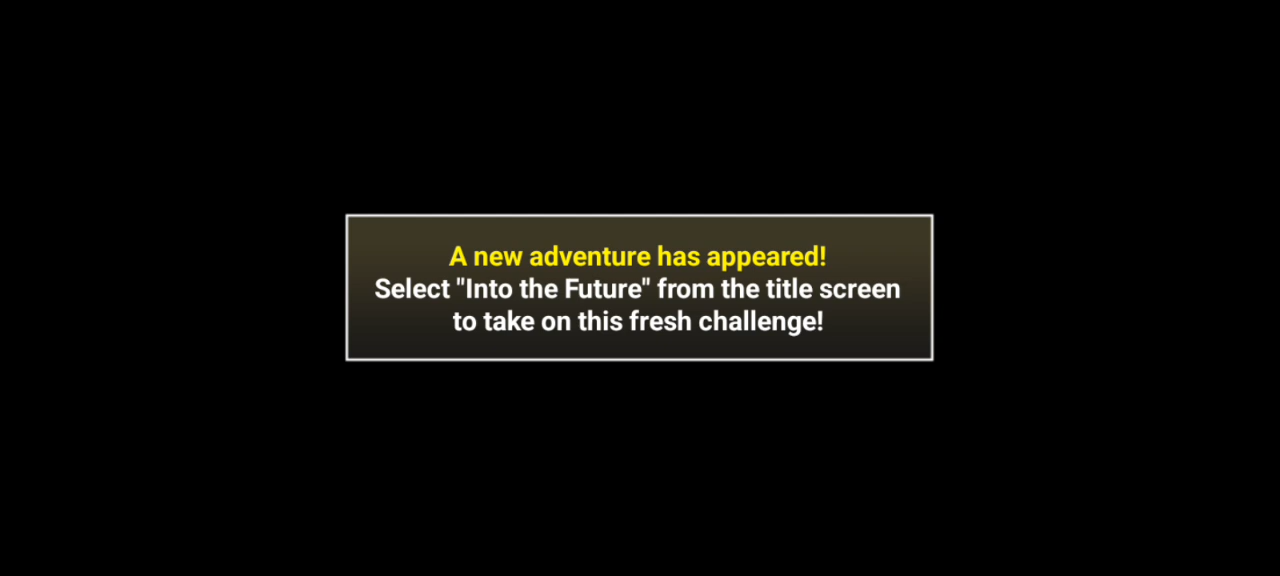 A new adventure has appeared!
Select "Into the Future" from the title screen
to take on this fresh challenge!